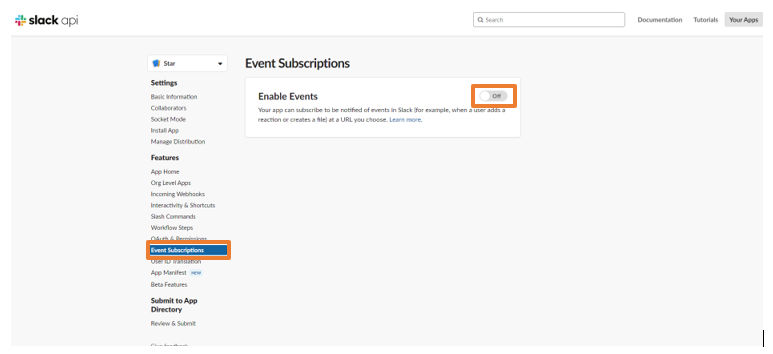 slack api
Search
Documentation
Tutorials
Your Apps
Star
Settings
Basic Information
Collaborators
Socket Mode
Install App
Manage Distribution
Features
App Home
Org Level Apps
Incoming Webhooks
Interactivity & Shortcuts
Slash Commands
Workflow Steps
OAuth & Permissions
Event Subscriptions
User ID Translation
App Manifest NEW
Beta Features
Submit to App
Directory
Review & Submit
Give feedback
Event Subscriptions
Enable Events
Off
Your app can subscribe to be notified of events in Slack (for example, when a user adds a
reaction or creates a file) at a URL you choose. Learn more.